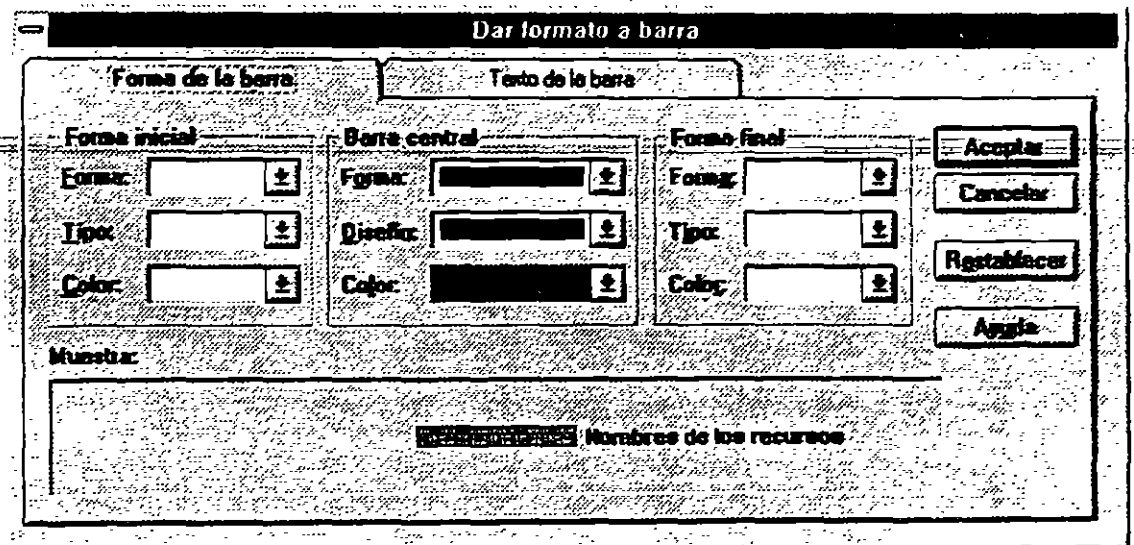 Dar formato a barra
Forma de la barra
Texto de la barra
Forma inicial
Forma:
Tipo:
Color:
Barra central
Forma:
Diseño:
Color:
Forma final
Forma:
Tipo:
Color:
Aceptar
Cancelar
Restablecer
Ayuda
Muestra:
Nombres de los recursos